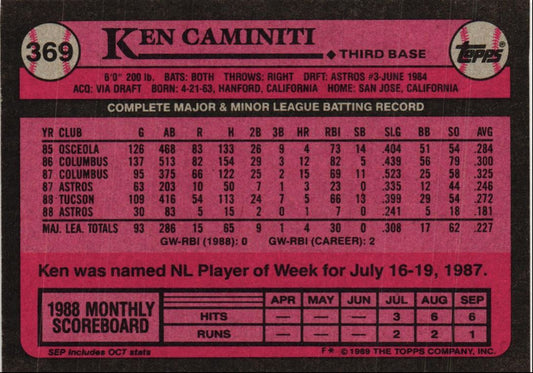 369
KEN CAMINITI
THIRD BASE
topps
6'0" 200 lb. BATS: BOTH THROWS: RIGHT DRFT: ASTROS #3-JUNE 1984
ACQ: VIA DRAFT BORN: 4-21-63, HANFORD, CALIFORNIA HOME: SAN JOSE, CALIFORNIA
COMPLETE MAJOR & MINOR LEAGUE BATTING RECORD
YR CLUB G AB R H 2B 3B HR RBI SB SLG BB SO AVG
85 OSCEOLA 126 468 83 133 26 9 4 73 14 .404 51 54 .284
86 COLUMBUS 137 513 82 154 29 3 12 82 5 .439 56 79 .300
87 COLUMBUS 95 375 66 122 25 2 15 69 11 .523 25 58 .325
87 ASTROS 63 203 10 50 7 1 3 23 0 .335 12 44 .246
88 TUCSON 109 416 54 113 24 7 5 66 13 .399 29 54 .272
88 ASTROS 30 83 5 15 2 0 1 7 0 .241 5 18 .181
MAJ. LEA. TOTALS 93 286 15 65 9 1 4 30 0 .308 17 62 .227
GW-RBI (1988): 0 GW-RBI (CAREER): 2
Ken was named NL Player of Week for July 16-19, 1987.
1988 MONTHLY SCOREBOARD
APR MAY JUN JUL AUG SEP
HITS — — — 3 6 6
RUNS — — — 2 2 1
SEP includes OCT stats
F* © 1989 THE TOPPS COMPANY, INC.